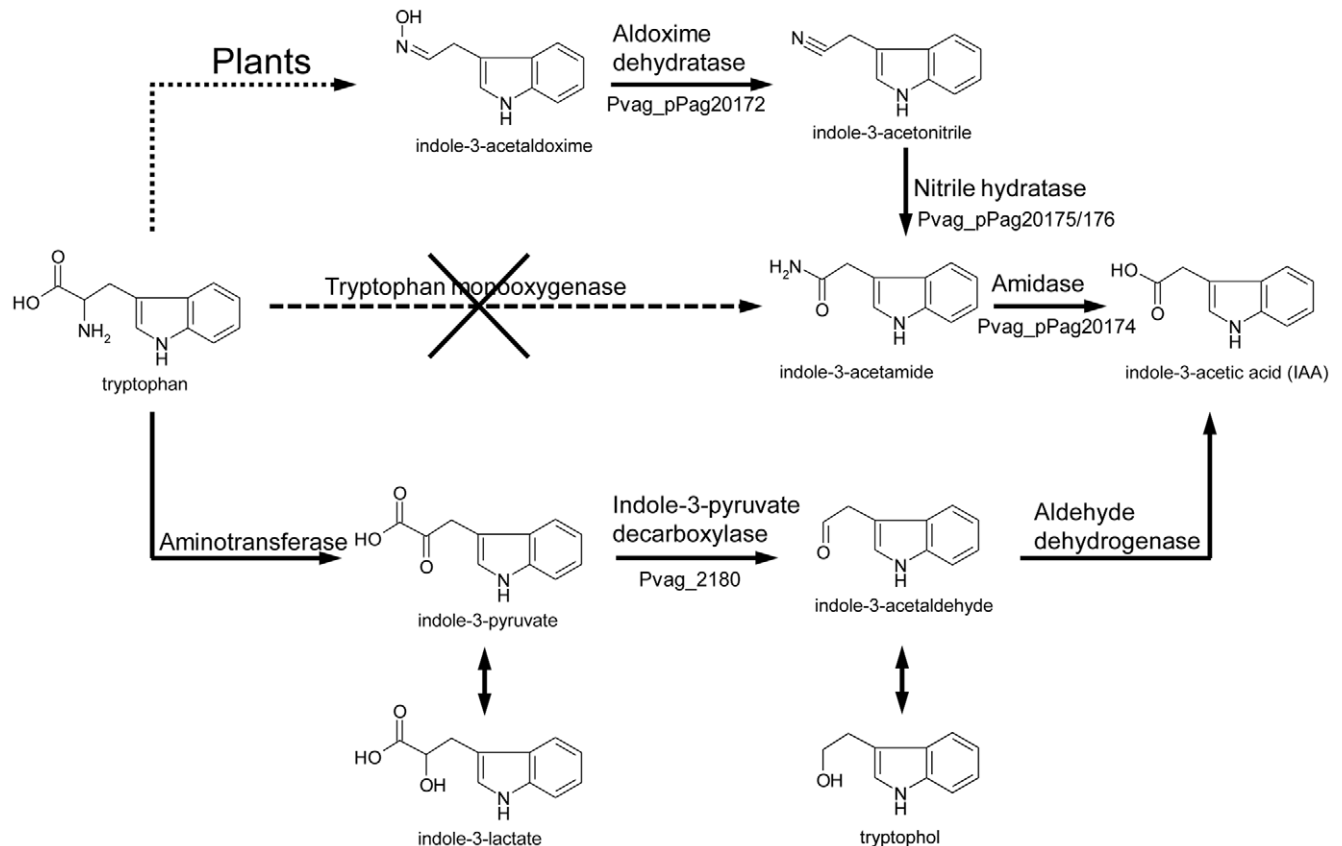 OH
N
Plants
Aldoxime
dehydratase
Pvag_pPag20172
N
H
indole-3-acetaldoxime
N
N
H
indole-3-acetonitrile
Nitrile hydratase
Pvag_pPag20175/176
O
HO
NH2
N
H
tryptophan
Tryptophan monooxygenase
H2N
O
N
H
indole-3-acetamide
Amidase
Pvag_pPag20174
HO
O
N
H
indole-3-acetic acid (IAA)
Aminotransferase
O
HO
O
N
H
indole-3-pyruvate
Indole-3-pyruvate
decarboxylase
Pvag_2180
O
N
H
indole-3-acetaldehyde
Aldehyde
dehydrogenase
O
HO
OH
N
H
indole-3-lactate
OH
N
H
tryptophol